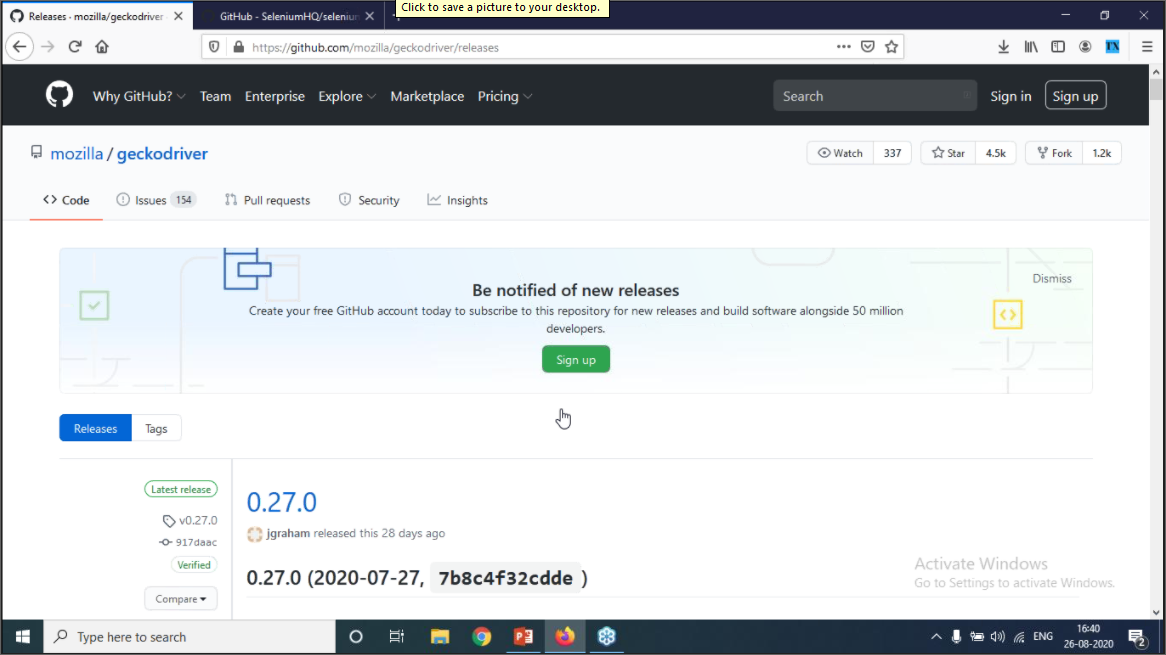 Click to save a picture to your desktop.
Releases · mozilla/geckodriver
GitHub - SeleniumHQ/selenium
https://github.com/mozilla/geckodriver/releases
Why GitHub? Team Enterprise Explore Marketplace Pricing Search Sign in Sign up
mozilla / geckodriver
Watch 337 Star 4.5k Fork 1.2k
Code Issues 154 Pull requests Security Insights
Be notified of new releases
Dismiss
Create your free GitHub account today to subscribe to this repository for new releases and build software alongside 50 million
developers.
Sign up
Releases Tags
Latest release
v0.27.0
917daac
Verified
Compare
0.27.0
jgraham released this 28 days ago
0.27.0 (2020-07-27, 7b8c4f32cdde )
Activate Windows
Go to Settings to activate Windows.
Type here to search
ENG
16:40
26-08-2020
2